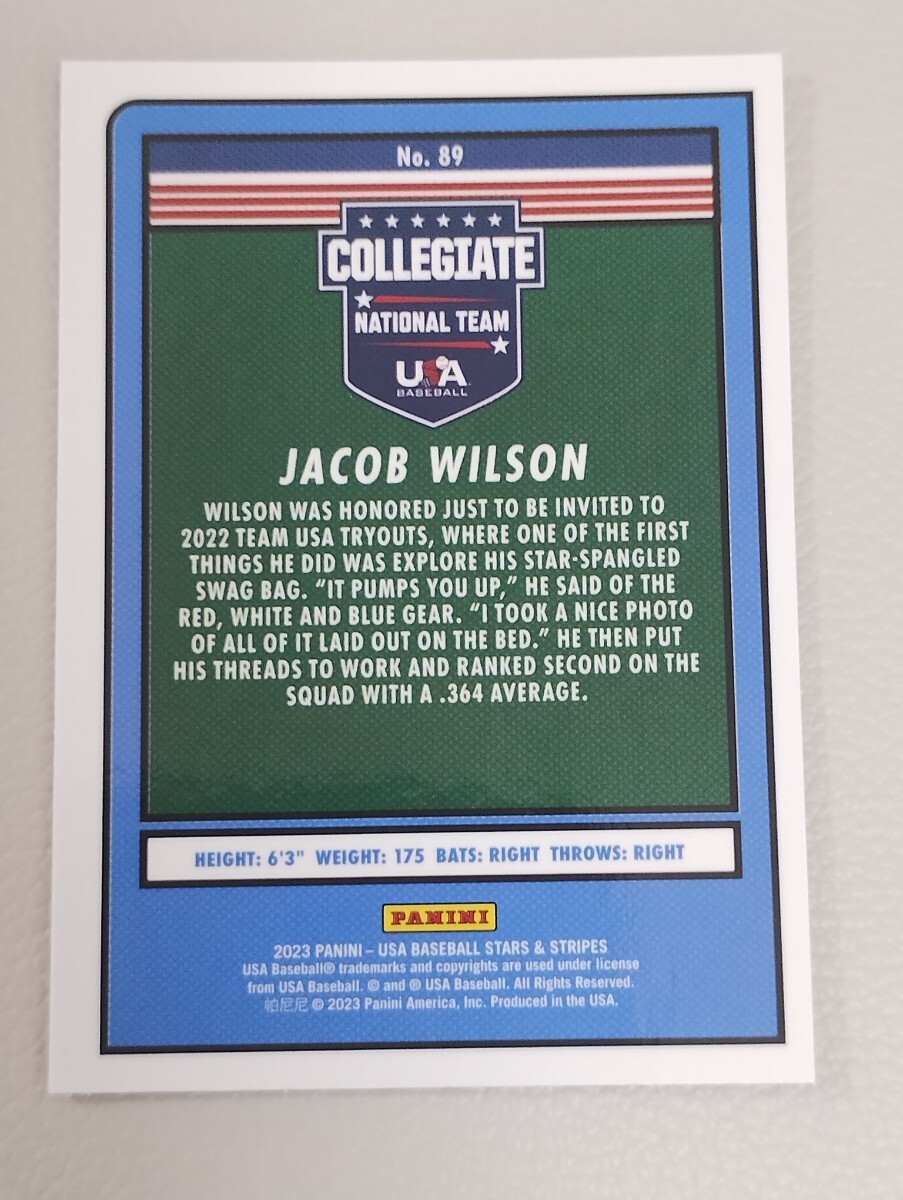 No. 89
COLLEGIATE
NATIONAL TEAM
USA
BASEBALL
JACOB WILSON
WILSON WAS HONORED JUST TO BE INVITED TO
2022 TEAM USA TRYOUTS, WHERE ONE OF THE FIRST
THINGS HE DID WAS EXPLORE HIS STAR-SPANGLED
SWAG BAG. “IT PUMPS YOU UP,” HE SAID OF THE
RED, WHITE AND BLUE GEAR. “I TOOK A NICE PHOTO
OF ALL OF IT LAID OUT ON THE BED.” HE THEN PUT
HIS THREADS TO WORK AND RANKED SECOND ON THE
SQUAD WITH A .364 AVERAGE.
HEIGHT: 6'3" WEIGHT: 175 BATS: RIGHT THROWS: RIGHT
PANINI
2023 PANINI – USA BASEBALL STARS & STRIPES
USA Baseball® trademarks and copyrights are used under license
from USA Baseball. © and ® USA Baseball. All Rights Reserved.
帕尼尼 © 2023 Panini America, Inc. Produced in the USA.